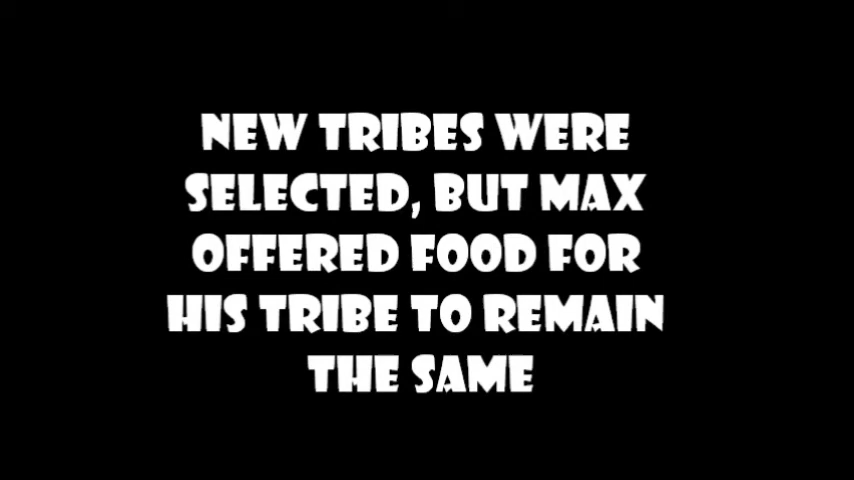 NEW TRIBES WERE
SELECTED, BUT MAX
OFFERED FOOD FOR
HIS TRIBE TO REMAIN
THE SAME